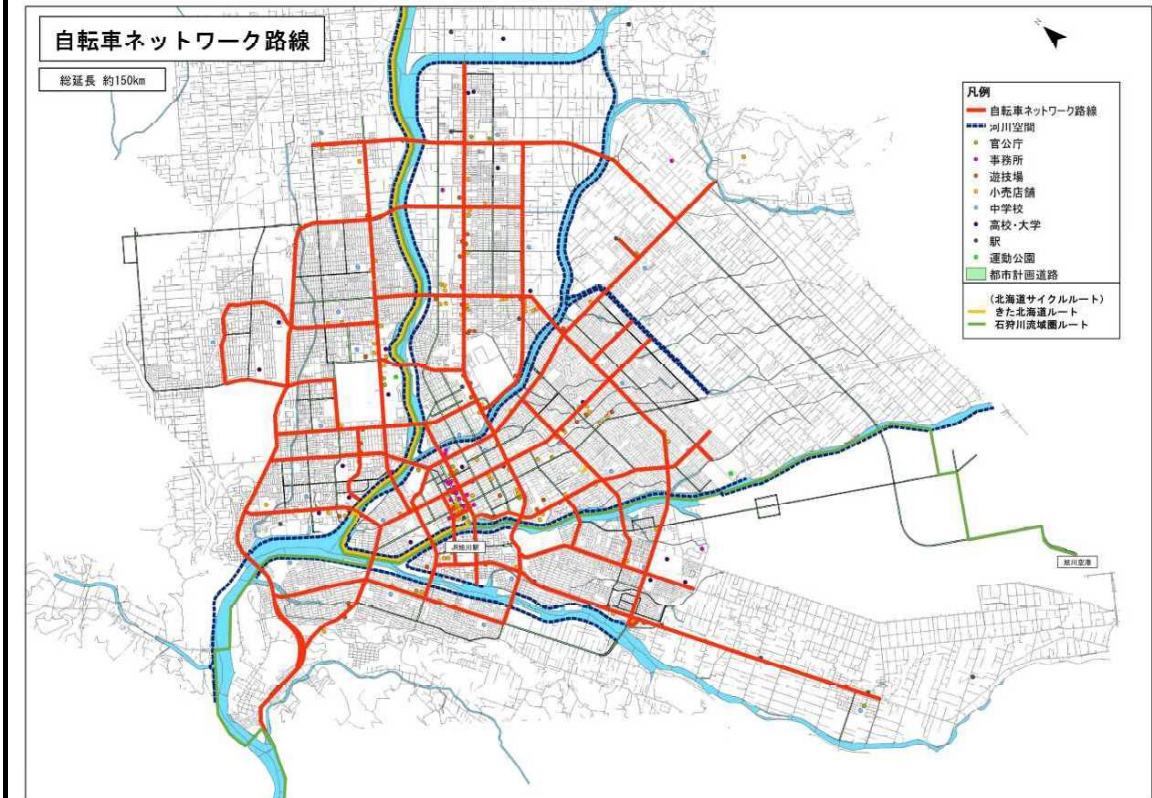 自転車ネットワーク路線
総延長 約150km
N
凡例
自転車ネットワーク路線
河川空間
官公庁
事務所
遊技場
小売店舗
中学校
高校・大学
駅
運動公園
都市計画道路
(北海道サイクルルート)
きた北海道ルート
石狩川流域圏ルート
JR旭川駅
旭川空港